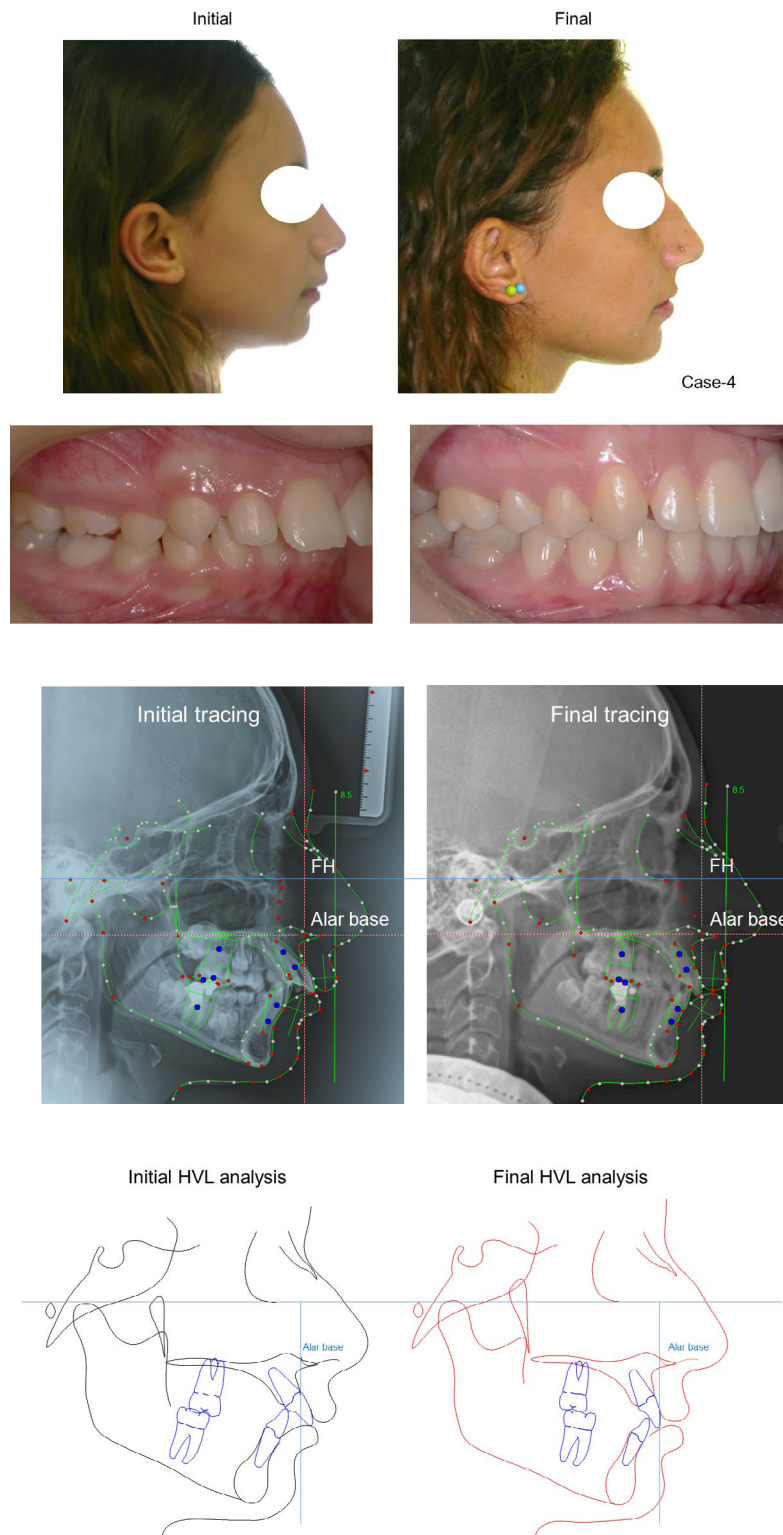 Initial
Final
Case-4
Initial tracing
Final tracing
8.5
8.5
FH
FH
Alar base
Alar base
Initial HVL analysis
Final HVL analysis
Alar base
Alar base